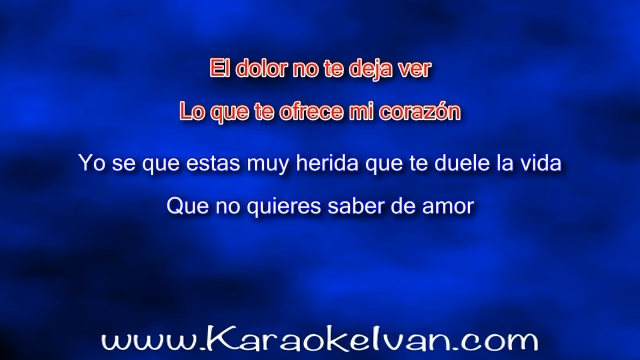 El dolor no te deja ver
Lo que te ofrece mi corazón
Yo se que estas muy herida que te duele la vida
Que no quieres saber de amor
www.KaraokeIvan.com